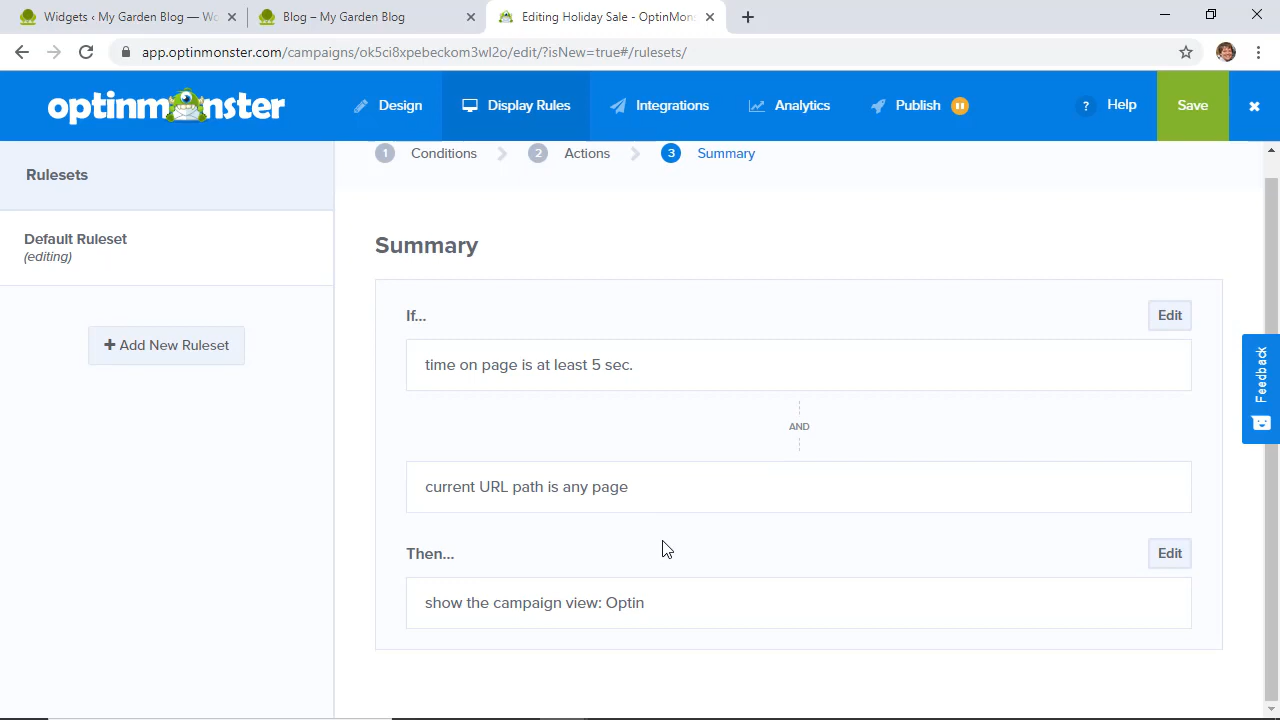 Widgets ‹ My Garden Blog — Wo
Blog – My Garden Blog
Editing Holiday Sale - OptinMons
app.optinmonster.com/campaigns/ok5ci8xpebeckom3wl2o/edit/?isNew=true#/rulesets/
optinmonster
Design
Display Rules
Integrations
Analytics
Publish
? Help
Save
Rulesets
1 Conditions
2 Actions
3 Summary
Default Ruleset
(editing)
+ Add New Ruleset
Summary
If...
Edit
time on page is at least 5 sec.
AND
current URL path is any page
Then...
Edit
show the campaign view: Optin
Feedback